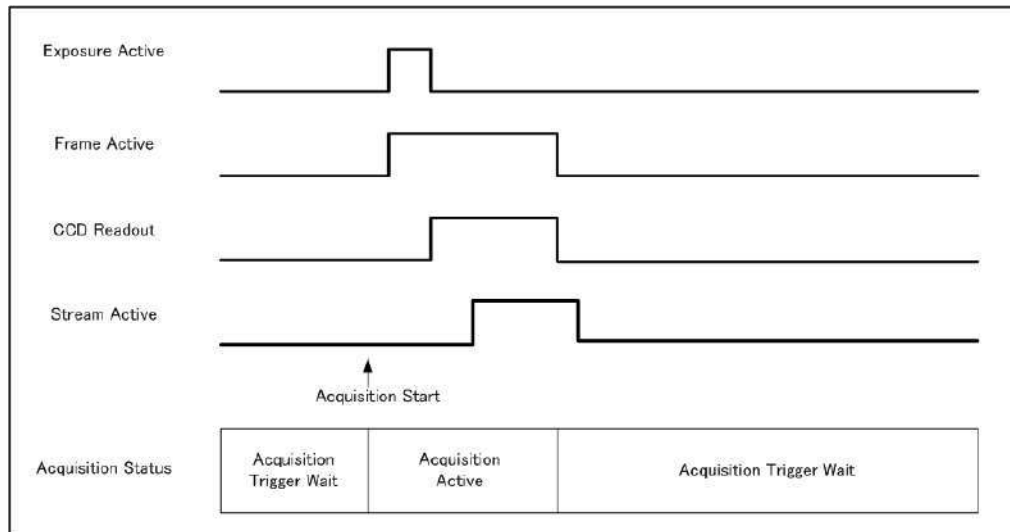 Exposure Active
Frame Active
CCD Readout
Stream Active
Acquisition Start
Acquisition Status
Acquisition
Trigger Wait
Acquisition
Active
Acquisition Trigger Wait